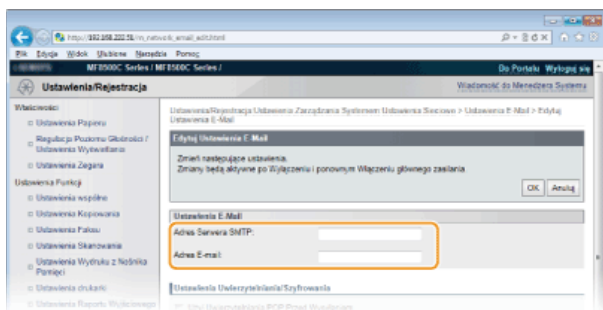 Plik Edycja Widok Ulubione Narzędzia Pomoc
MF8500C Series / MF8500C Series /
Do Portalu Wyloguj się
Ustawienia/Rejestracja
Wiadomość do Menedżera Systemu
Właściwości
Ustawienia Papieru
Regulacja Poziomu Głośności /
Ustawienia Wyświetlania
Ustawienia Zegara
Ustawienia Funkcji
Ustawienia wspólne
Ustawienia Kopiowania
Ustawienia Faksu
Ustawienia Skanowania
Ustawienia Wydruku z Nośnika
Pamięci
Ustawienia drukarki
Ustawienia Raportu Wyjściowego
Ustawienia/Rejestracja Ustawienia Zarządzania Systemem Ustawienia Sieciowe > Ustawienia E-Mail > Edytuj
Ustawienia E-Mail
Edytuj Ustawienia E-Mail
Zmień następujące ustawienia.
Zmiany będą aktywne po Wyłączeniu i ponownym Włączeniu głównego zasilania
OK Anuluj
Ustawienia E-Mail
Adres Serwera SMTP:
Adres E-mail:
Ustawienia Uwierzytelniania/Szyfrowania